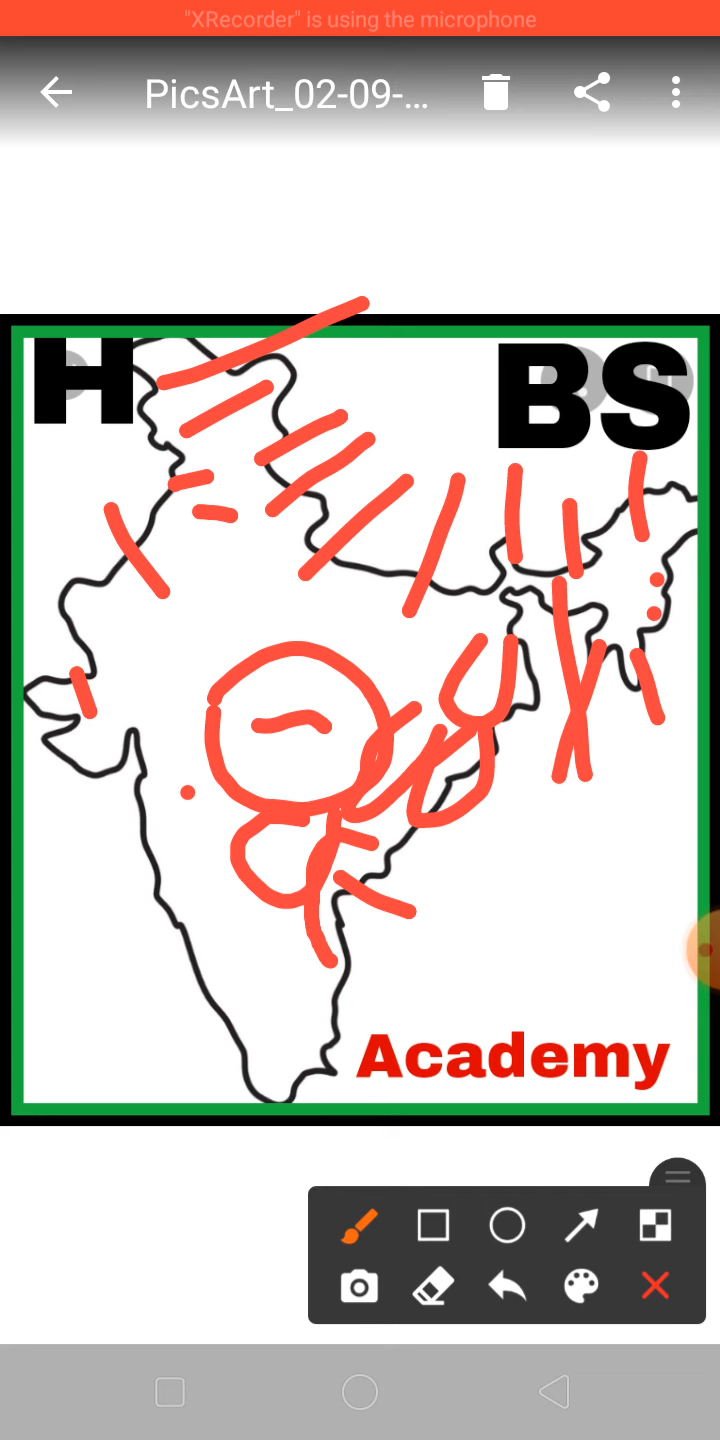 "XRecorder" is using the microphone
PicsArt_02-09-...
H BS
Academy